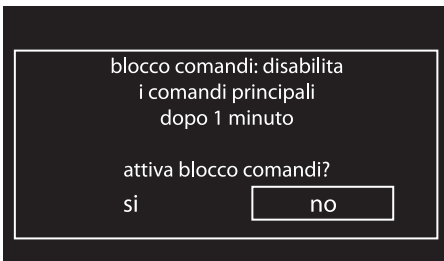 blocco comandi: disabilita
i comandi principali
dopo 1 minuto
attiva blocco comandi?
si no